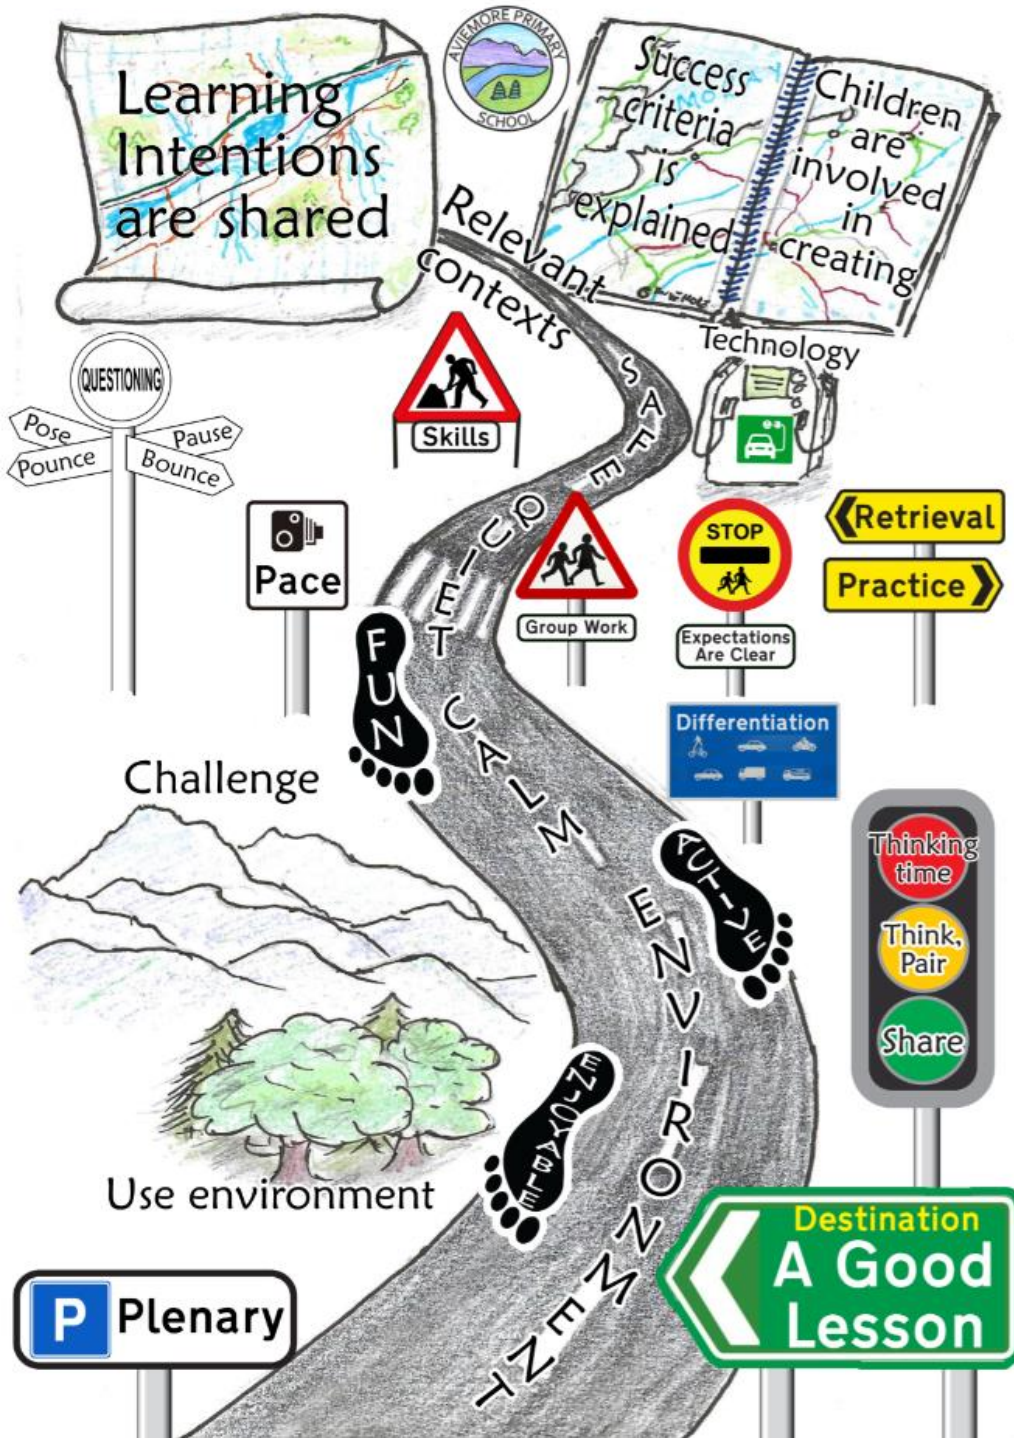 AVIEMORE PRIMARY
SCHOOL
Learning
Intentions
are shared
Success
criteria
is
explained
Children
are
involved
in
creating
Relevant
contexts
Technology
QUESTIONING
Pose
Pause
Pounce
Bounce
Skills
SAFE
QUIET
CALM
ENVIRONMENT
Pace
Group Work
STOP
Expectations
Are Clear
Retrieval
Practice
FUN
Differentiation
Challenge
ACTIVE
Thinking
time
Think,
Pair
Share
ENJOYABLE
Use environment
P Plenary
Destination
A Good
Lesson